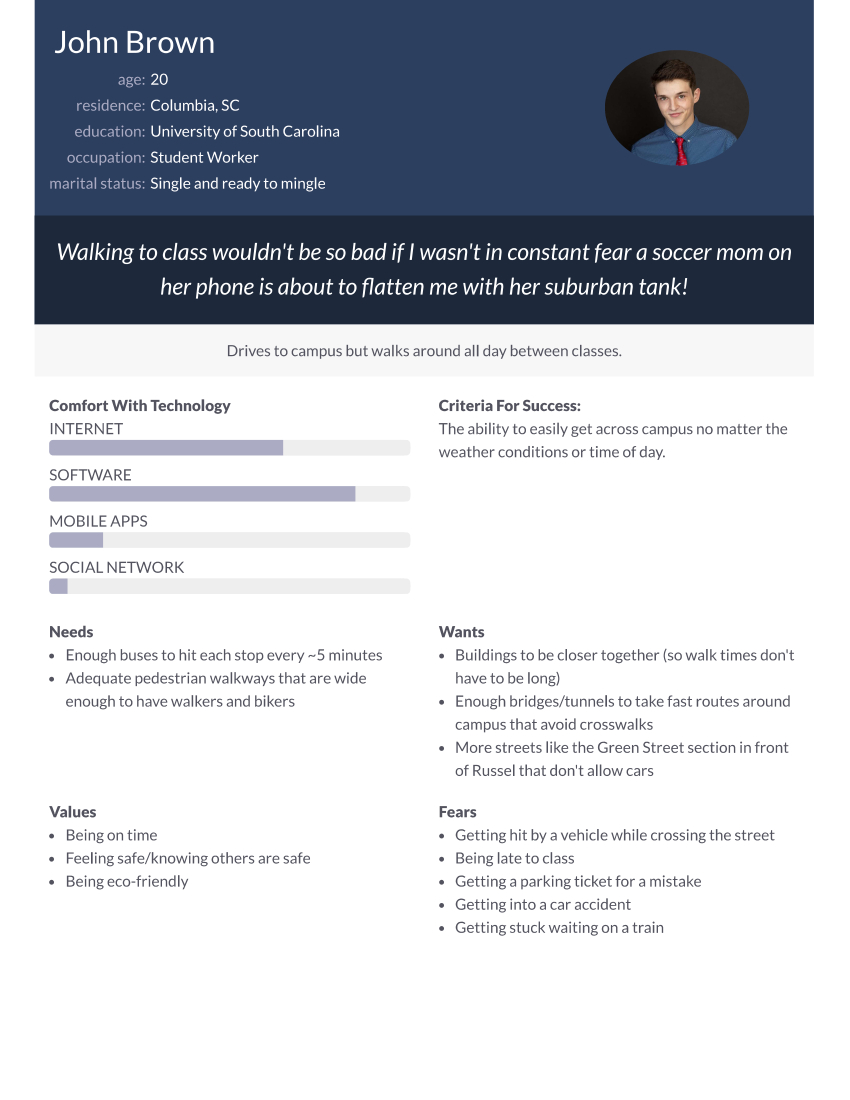 John Brown
age: 20
residence: Columbia, SC
education: University of South Carolina
occupation: Student Worker
marital status: Single and ready to mingle
Walking to class wouldn't be so bad if I wasn't in constant fear a soccer mom on
her phone is about to flatten me with her suburban tank!
Drives to campus but walks around all day between classes.
Comfort With Technology
INTERNET
SOFTWARE
MOBILE APPS
SOCIAL NETWORK
Criteria For Success:
The ability to easily get across campus no matter the
weather conditions or time of day.
Needs
• Enough buses to hit each stop every ~5 minutes
• Adequate pedestrian walkways that are wide
enough to have walkers and bikers
Wants
• Buildings to be closer together (so walk times don't
have to be long)
• Enough bridges/tunnels to take fast routes around
campus that avoid crosswalks
• More streets like the Green Street section in front
of Russel that don't allow cars
Values
• Being on time
• Feeling safe/knowing others are safe
• Being eco-friendly
Fears
• Getting hit by a vehicle while crossing the street
• Being late to class
• Getting a parking ticket for a mistake
• Getting into a car accident
• Getting stuck waiting on a train